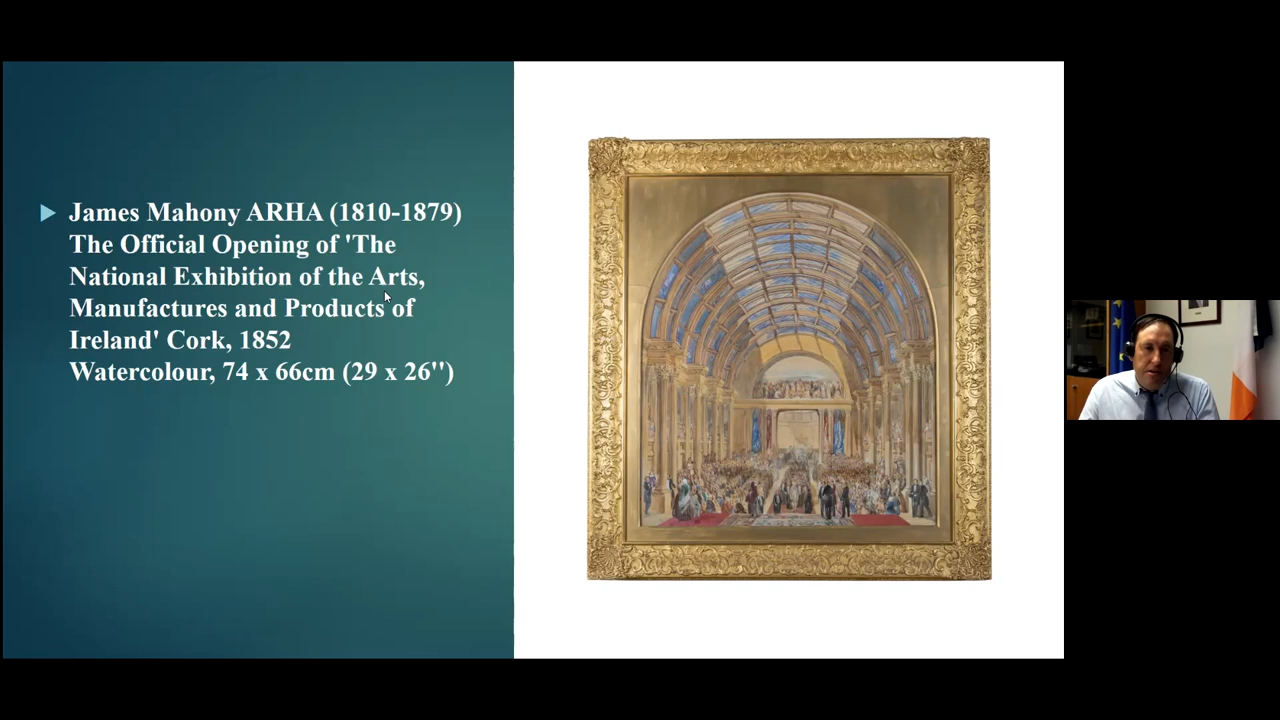 James Mahony ARHA (1810-1879)
The Official Opening of 'The
National Exhibition of the Arts,
Manufactures and Products of
Ireland' Cork, 1852
Watercolour, 74 x 66cm (29 x 26'')